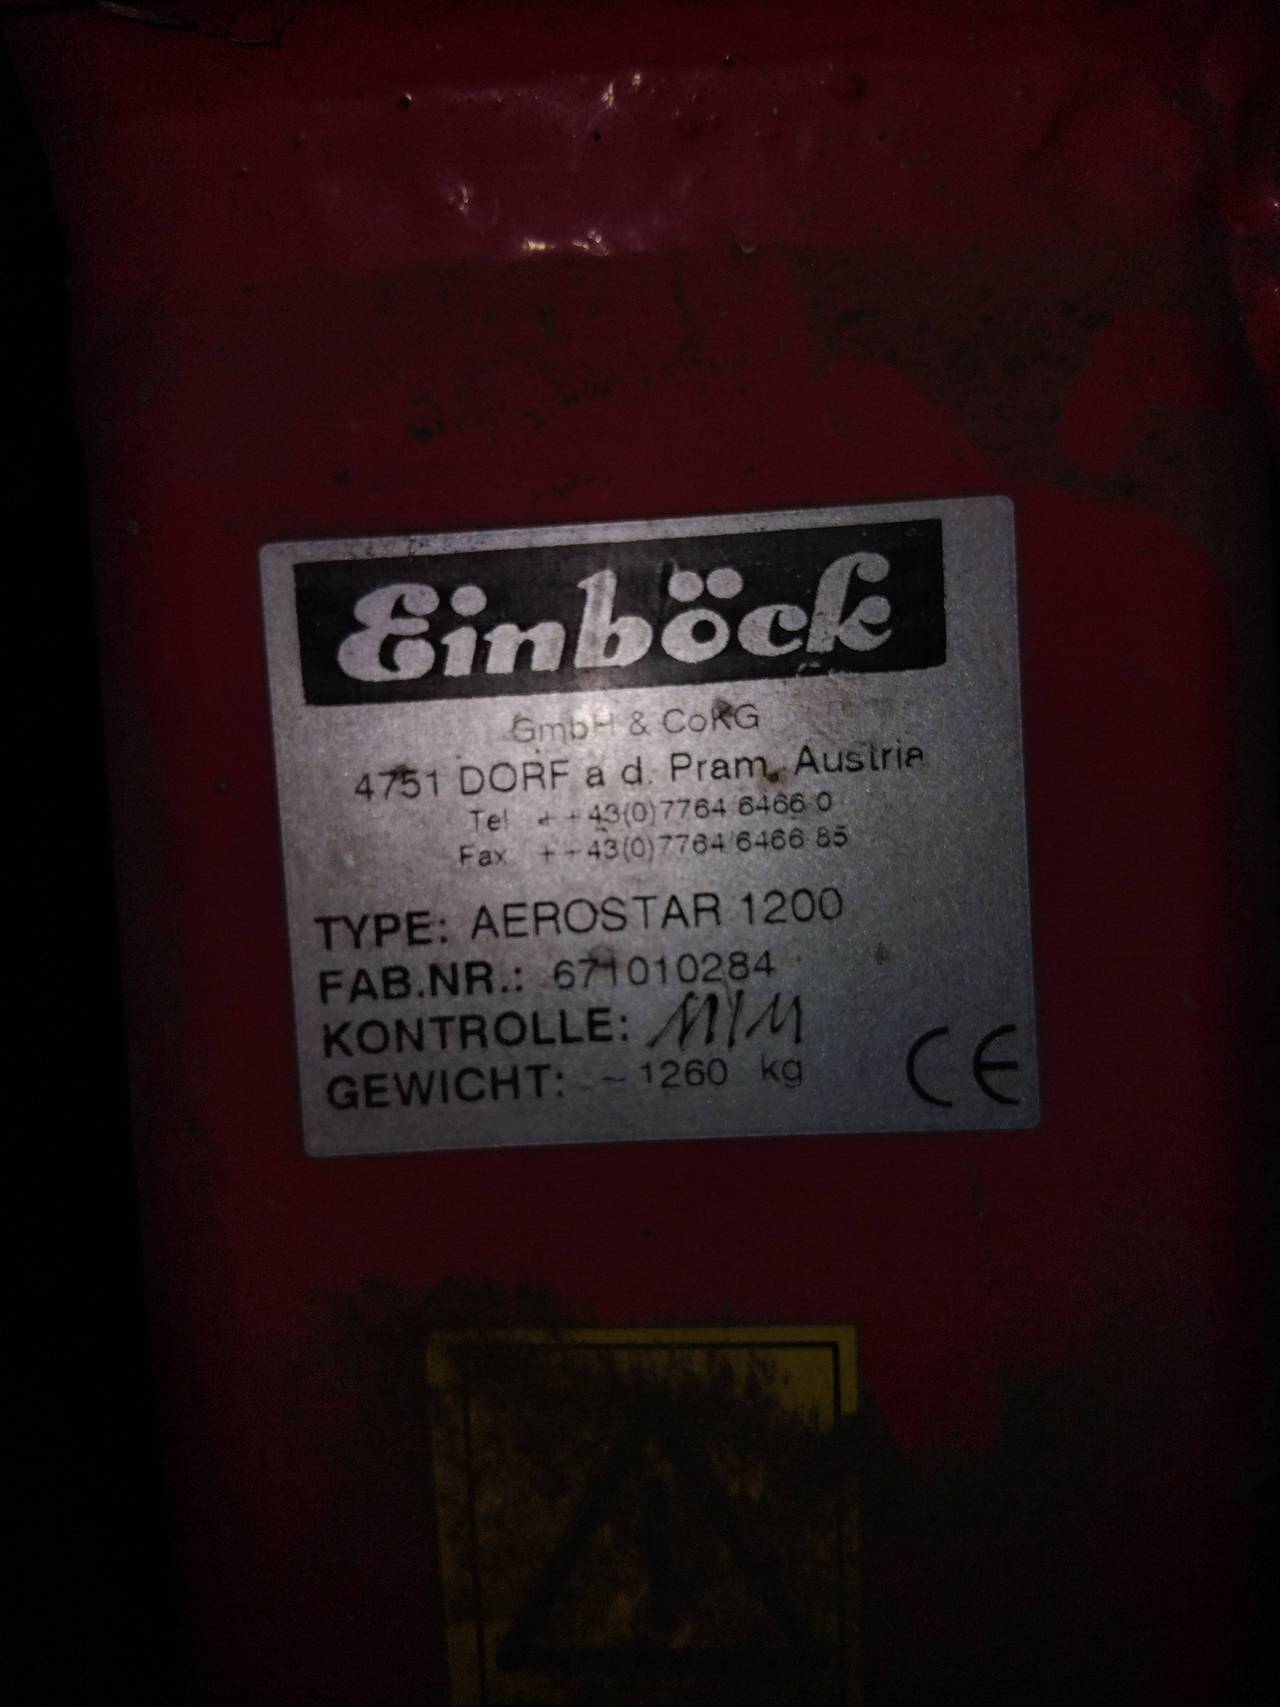 Einböck
GmbH & CoKG
4751 DORF a d. Pram, Austria
Tel ++43(0)7764 6466 0
Fax ++43(0)7764/6466 85
TYPE: AEROSTAR 1200
FAB.NR.: 671010284
KONTROLLE:
GEWICHT: ~ 1260 kg
CE